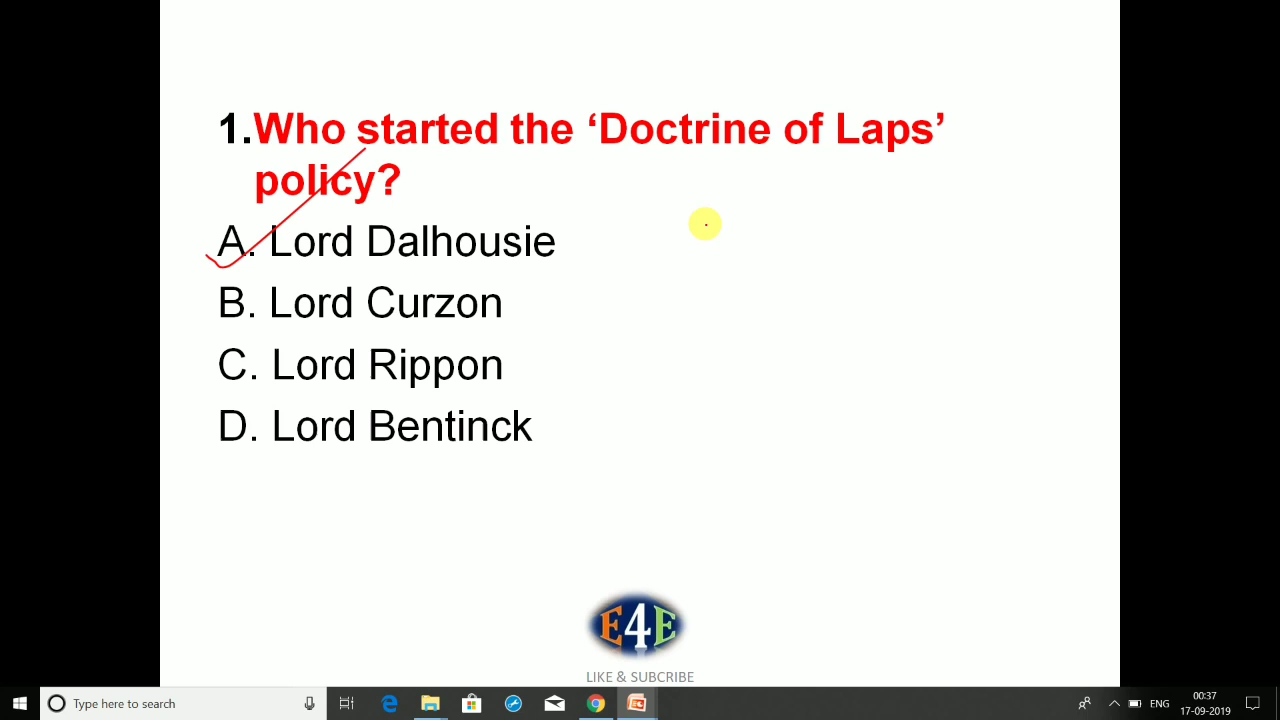 1.Who started the ‘Doctrine of Laps’
policy?
A. Lord Dalhousie
B. Lord Curzon
C. Lord Rippon
D. Lord Bentinck
E4E
LIKE & SUBCRIBE
Type here to search
ENG
00:37
17-09-2019